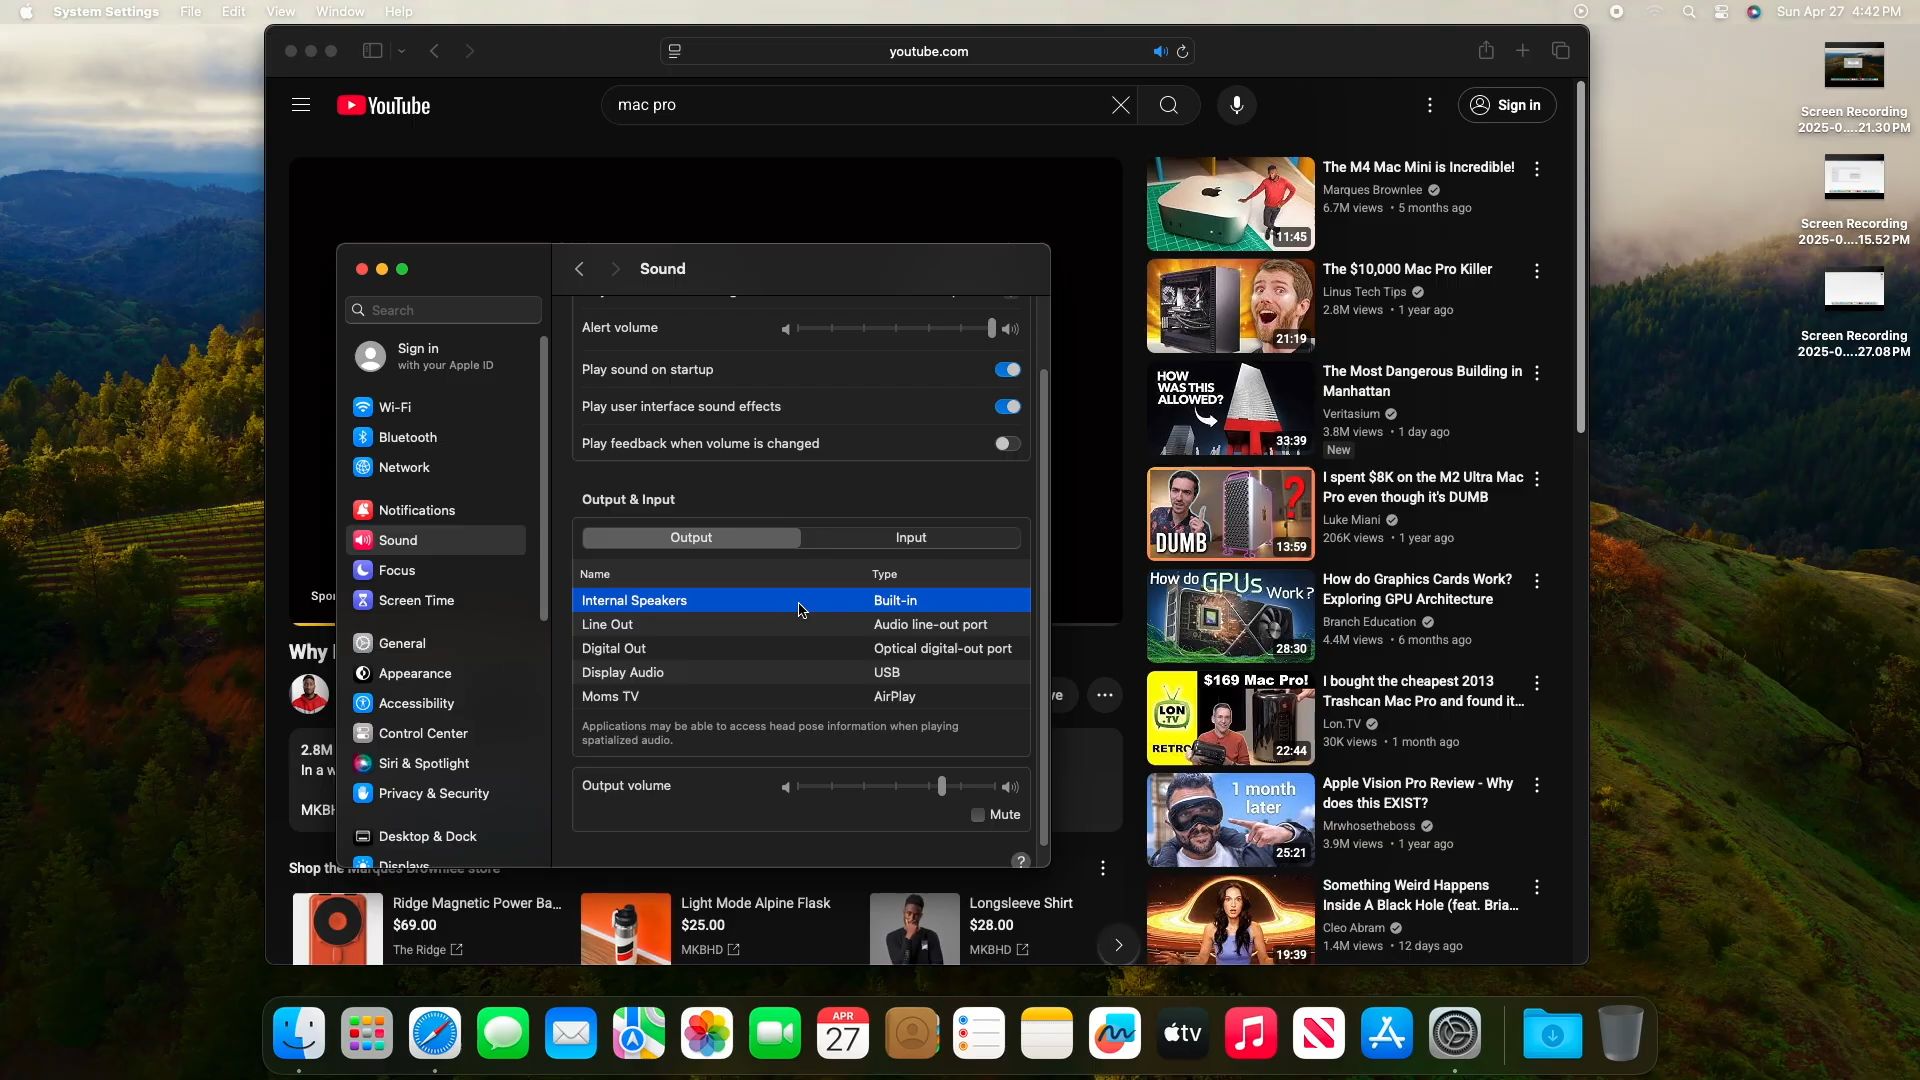 System Settings File Edit View Window Help
Sun Apr 27 4:42 PM
youtube.com
YouTube
mac pro
Sign in
Screen Recording
2025-0....21.30 PM
Screen Recording
2025-0....15.52 PM
Screen Recording
2025-0....27.08 PM
Search
Sign in
with your Apple ID
Wi-Fi
Bluetooth
Network
Notifications
Sound
Focus
Screen Time
General
Appearance
Accessibility
Control Center
Siri & Spotlight
Privacy & Security
Desktop & Dock
Displays
Sound
Alert volume
Play sound on startup
Play user interface sound effects
Play feedback when volume is changed
Output & Input
Output Input
Name Type
Internal Speakers Built-in
Line Out Audio line-out port
Digital Out Optical digital-out port
Display Audio USB
Moms TV AirPlay
Applications may be able to access head pose information when playing
spatialized audio.
Output volume
Mute
?
Spo
Why
ve
2.8M
In a w
MKBH
Shop the Marques Brownlee store
Ridge Magnetic Power Ba...
$69.00
The Ridge
Light Mode Alpine Flask
$25.00
MKBHD
Longsleeve Shirt
$28.00
MKBHD
11:45
The M4 Mac Mini is Incredible!
Marques Brownlee
6.7M views • 5 months ago
21:19
The $10,000 Mac Pro Killer
Linus Tech Tips
2.8M views • 1 year ago
HOW
WAS THIS
ALLOWED?
33:39
The Most Dangerous Building in
Manhattan
Veritasium
3.8M views • 1 day ago
New
DUMB
?
13:59
I spent $8K on the M2 Ultra Mac
Pro even though it's DUMB
Luke Miani
206K views • 1 year ago
How do GPUs Work?
28:30
How do Graphics Cards Work?
Exploring GPU Architecture
Branch Education
4.4M views • 6 months ago
$169 Mac Pro!
LON
.TV
RETRO
22:44
I bought the cheapest 2013
Trashcan Mac Pro and found it...
Lon.TV
30K views • 1 month ago
1 month
later
25:21
Apple Vision Pro Review - Why
does this EXIST?
Mrwhosetheboss
3.9M views • 1 year ago
19:39
Something Weird Happens
Inside A Black Hole (feat. Bria...
Cleo Abram
1.4M views • 12 days ago
APR
27
tv